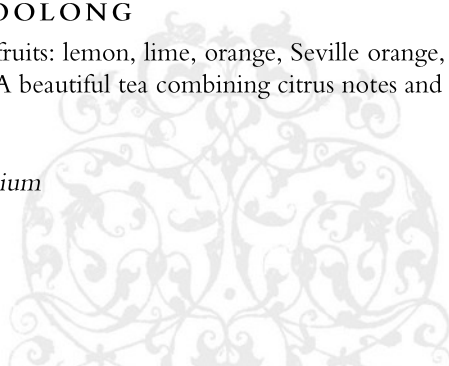 OOLONG
fruits: lemon, lime, orange, Seville orange,
A beautiful tea combining citrus notes and
ium